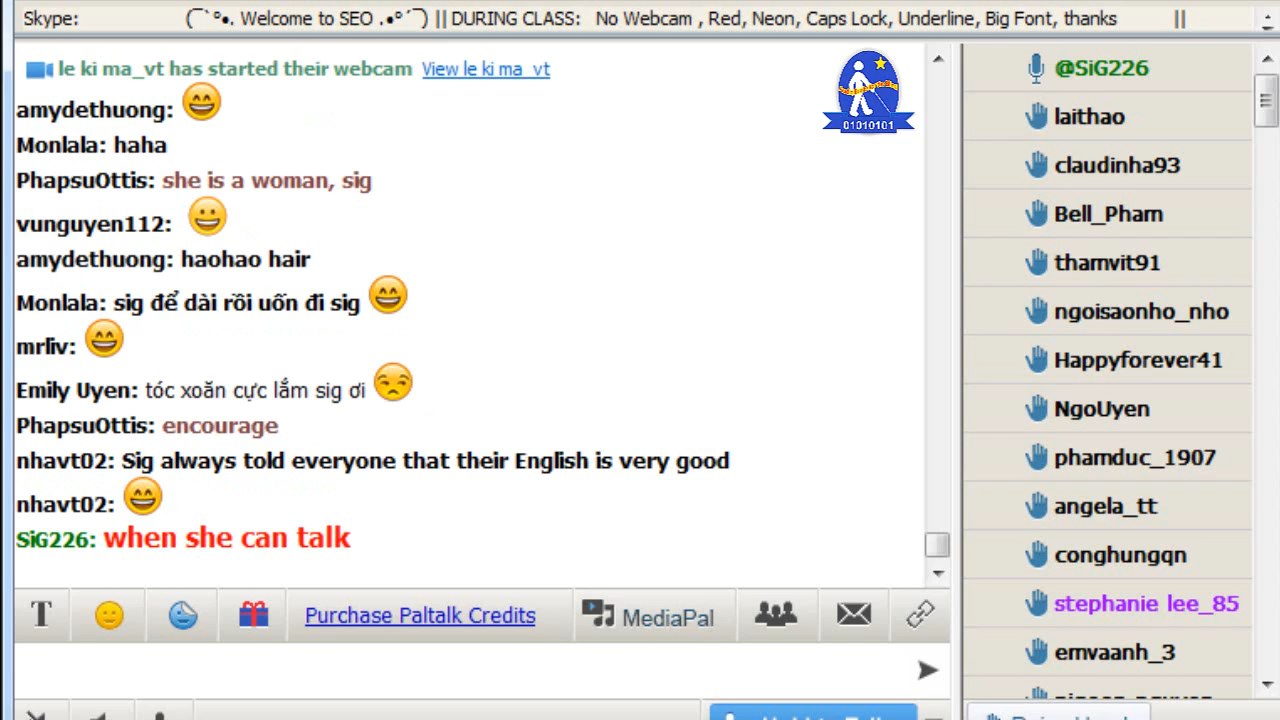 Skype: (¯`°•. Welcome to SEO .•°´¯) || DURING CLASS: No Webcam , Red, Neon, Caps Lock, Underline, Big Font, thanks ||
le ki ma_vt has started their webcam View le ki ma_vt
amydethuong:
Monlala: haha
PhapsuOttis: she is a woman, sig
vunguyen112:
amydethuong: haohao hair
Monlala: sig để dài rồi uốn đi sig
mrliv:
Emily Uyen: tóc xoăn cực lắm sig ơi
PhapsuOttis: encourage
nhavt02: Sig always told everyone that their English is very good
nhavt02:
SiG226: when she can talk
T Purchase Paltalk Credits MediaPal
01010101
@SiG226
laithao
claudinha93
Bell_Pham
thamvit91
ngoisaonho_nho
Happyforever41
NgoUyen
phamduc_1907
angela_tt
conghungqn
stephanie lee_85
emvaanh_3